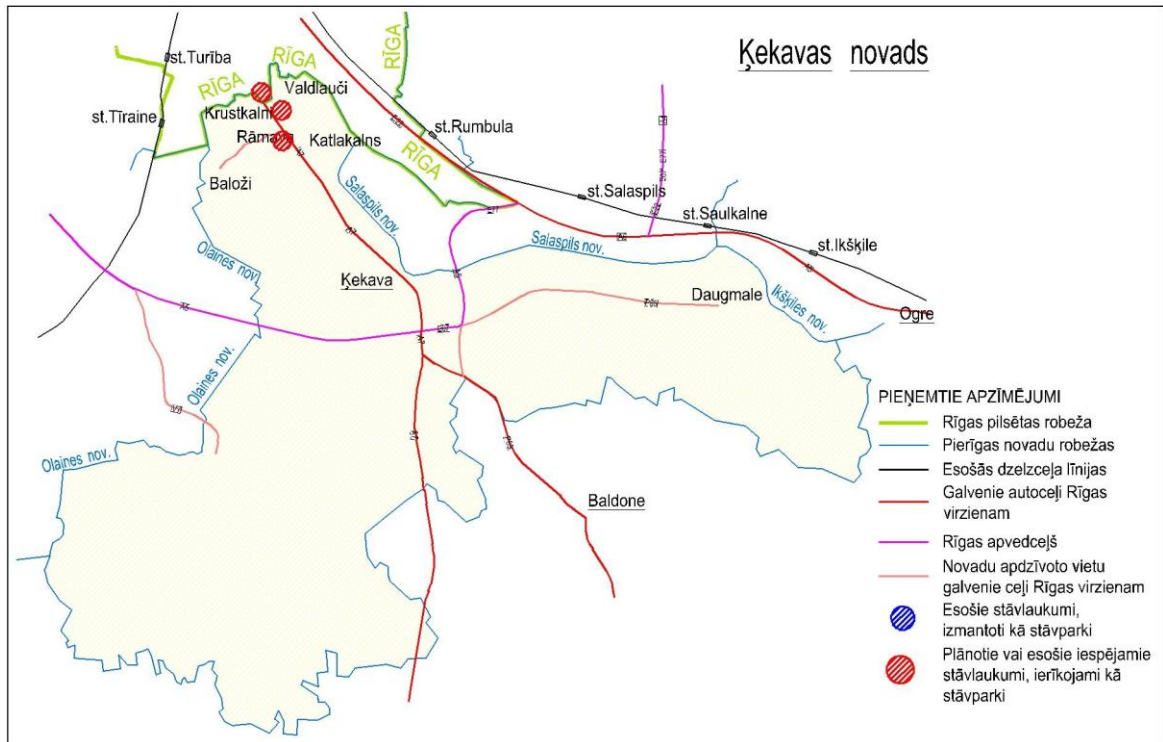 Ķekavas novads
st.Turība
RĪGA
RĪGA
RĪGA
RĪGA
Valdlauči
st.Tīraine
Krustkalni
st.Rumbula
Katlakalns
Baloži
st.Salaspils
st.Saulkalne
st.Ikšķile
Salaspils nov.
Salaspils nov.
Olaines nov.
Ķekava
Daugmale
Ikšķiles nov.
Ogre
Olaines nov.
Olaines nov.
Baldone
PIEŅEMTIE APZĪMĒJUMI
Rīgas pilsētas robeža
Pierīgas novadu robežas
Esošās dzelzceļa līnijas
Galvenie autoceļi Rīgas
virzienam
Rīgas apvedceļš
Novadu apdzīvoto vietu
galvenie ceļi Rīgas virzienam
Esošie stāvlaukumi,
izmantoti kā stāvparki
Plānotie vai esošie iespējamie
stāvlaukumi, ierīkojami kā
stāvparki